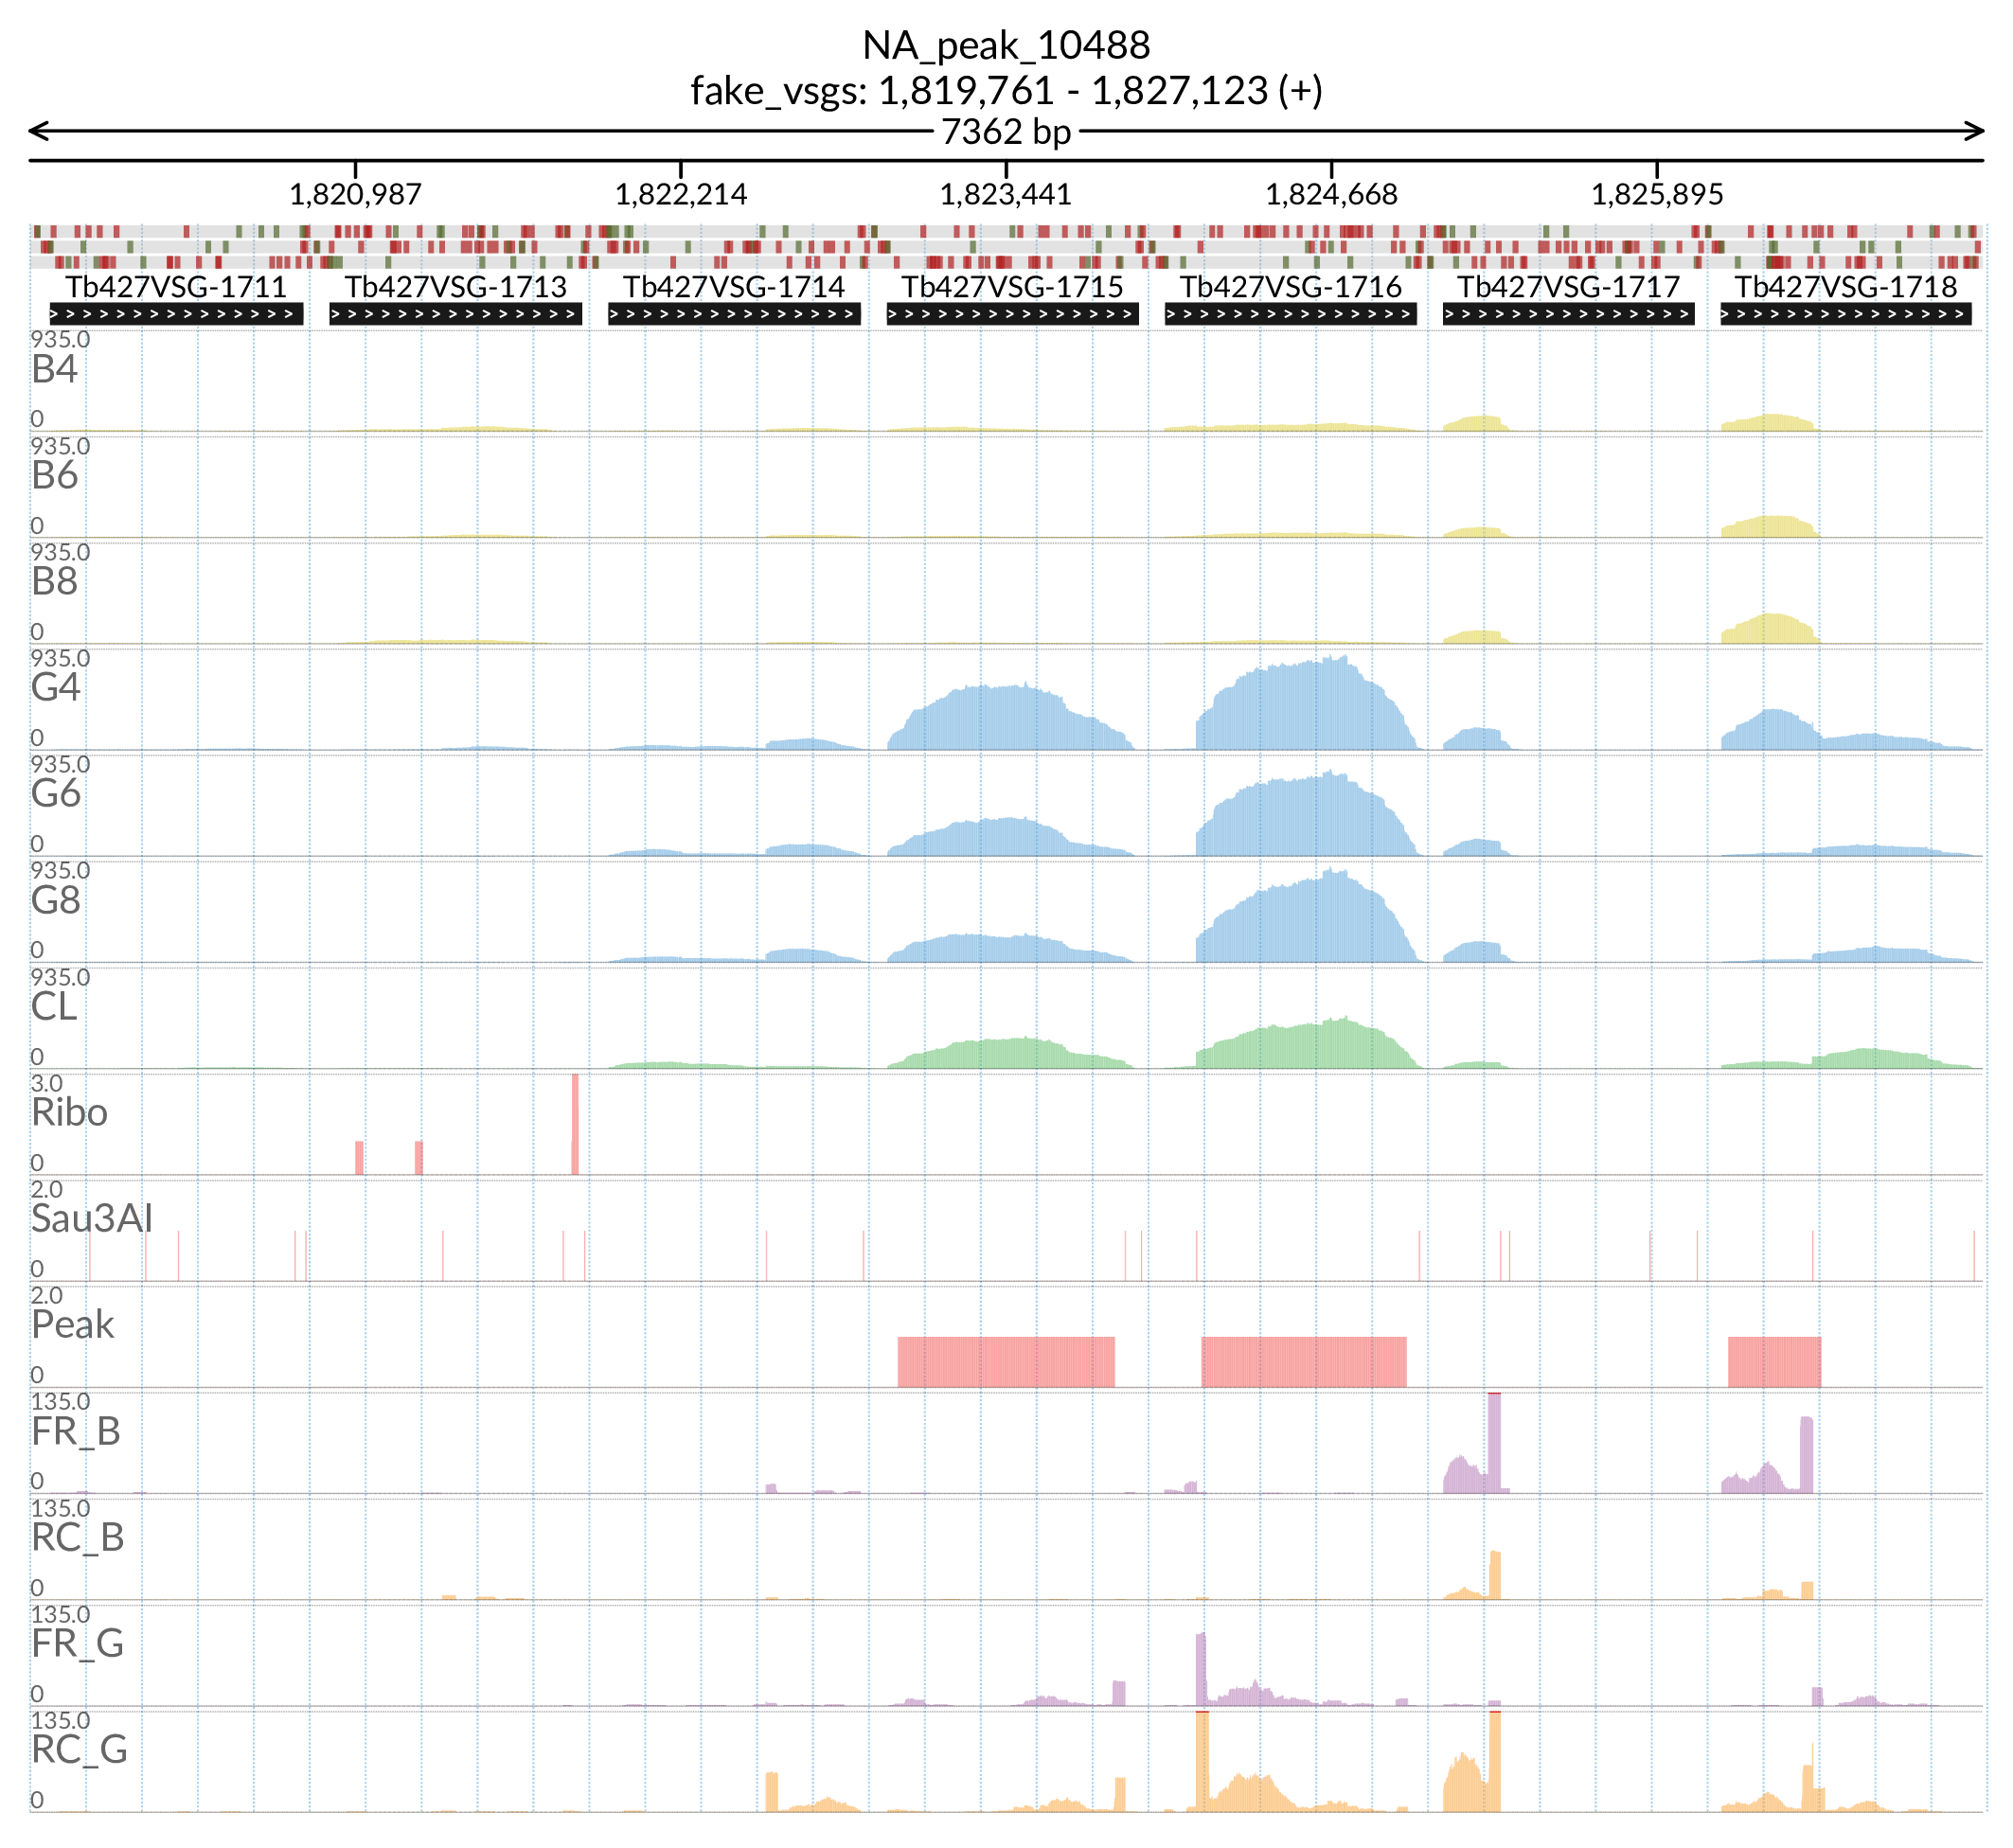 NA_peak_10488
fake_vsgs: 1,819,761 - 1,827,123 (+)
7362 bp
1,820,987 1,822,214 1,823,441 1,824,668 1,825,895
Tb427VSG-1711 Tb427VSG-1713 Tb427VSG-1714 Tb427VSG-1715 Tb427VSG-1716 Tb427VSG-1717 Tb427VSG-1718
935.0
B4
0
935.0
B6
0
935.0
B8
0
935.0
G4
0
935.0
G6
0
935.0
G8
0
935.0
CL
0
3.0
Ribo
0
2.0
Sau3AI
0
2.0
Peak
0
135.0
FR_B
0
135.0
RC_B
0
135.0
FR_G
0
135.0
RC_G
0